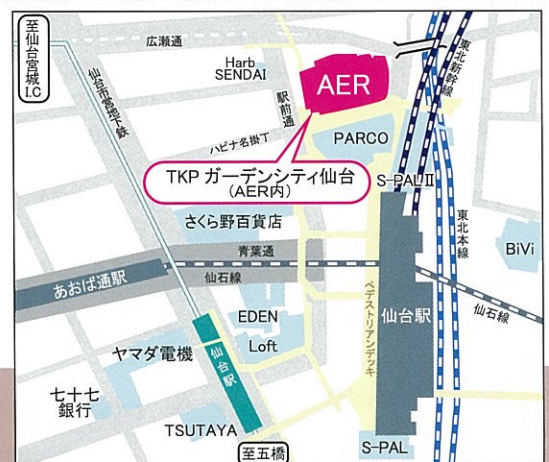 至仙台宮城I.C
広瀬通
仙台市営地下鉄
Harb
SENDAI
駅前通
AER
東北新幹線
ハピナ名掛丁
PARCO
TKP ガーデンシティ仙台
(AER内)
S-PALⅡ
さくら野百貨店
東北本線
青葉通
BiVi
あおば通駅
仙石線
ペデストリアンデッキ
仙台駅
仙石線
EDEN
Loft
ヤマダ電機
仙台駅
七十七
銀行
TSUTAYA
至五橋
S-PAL